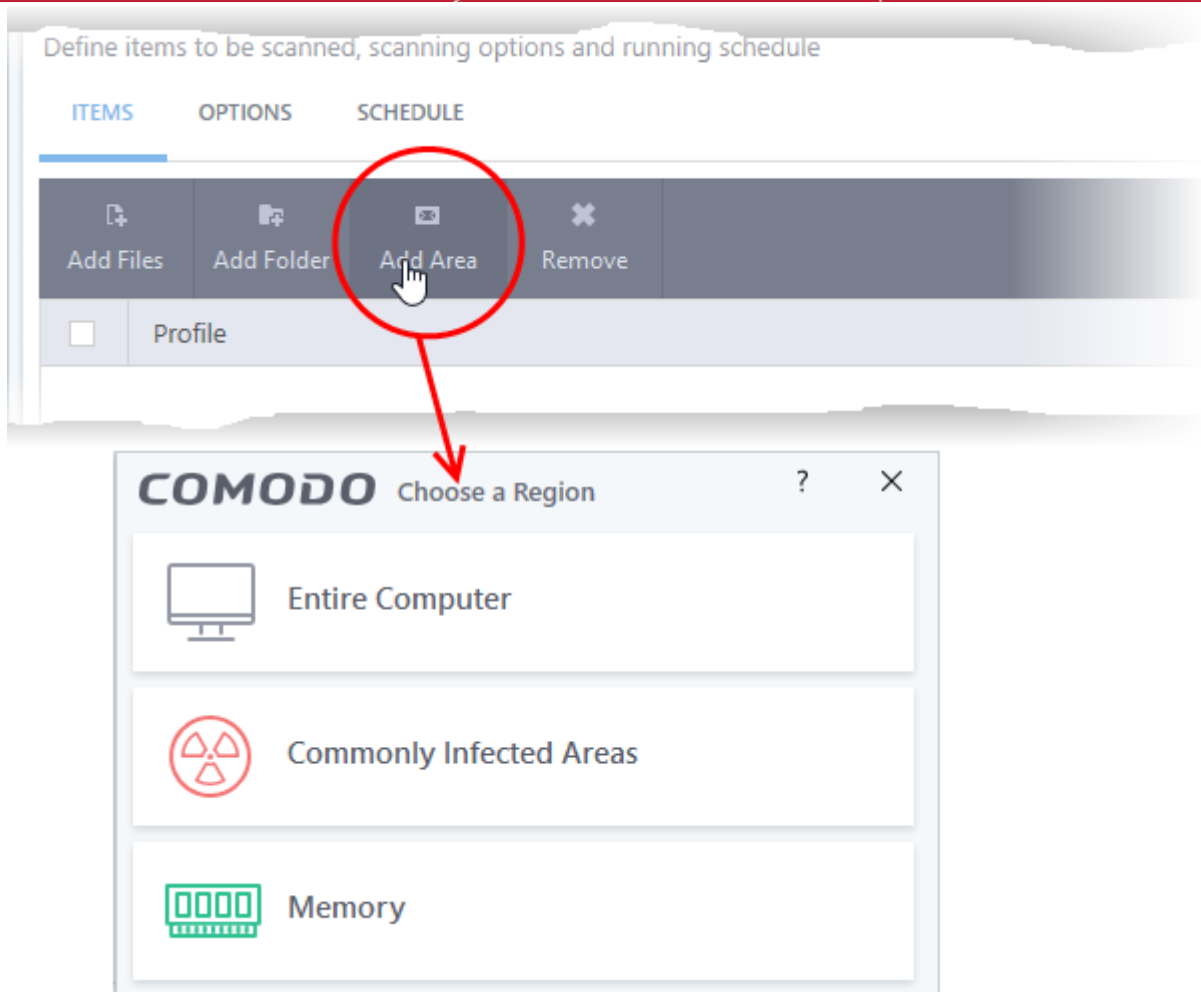 Define items to be scanned, scanning options and running schedule
ITEMS OPTIONS SCHEDULE
Add Files Add Folder Add Area Remove
Profile
COMODO Choose a Region ?
Entire Computer
Commonly Infected Areas
Memory